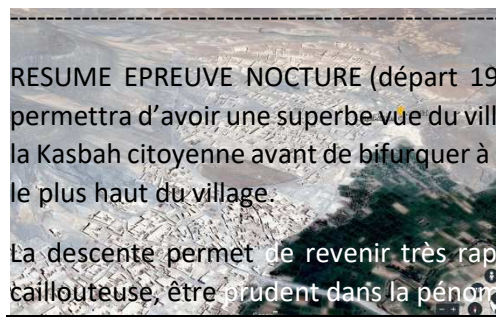 RESUME EPREUVE NOCTURE (départ 19
permettra d'avoir une superbe vue du vill
la Kasbah citoyenne avant de bifurquer à
le plus haut du village.
La descente permet de revenir très rap
caillouteuse, être prudent dans la pénom